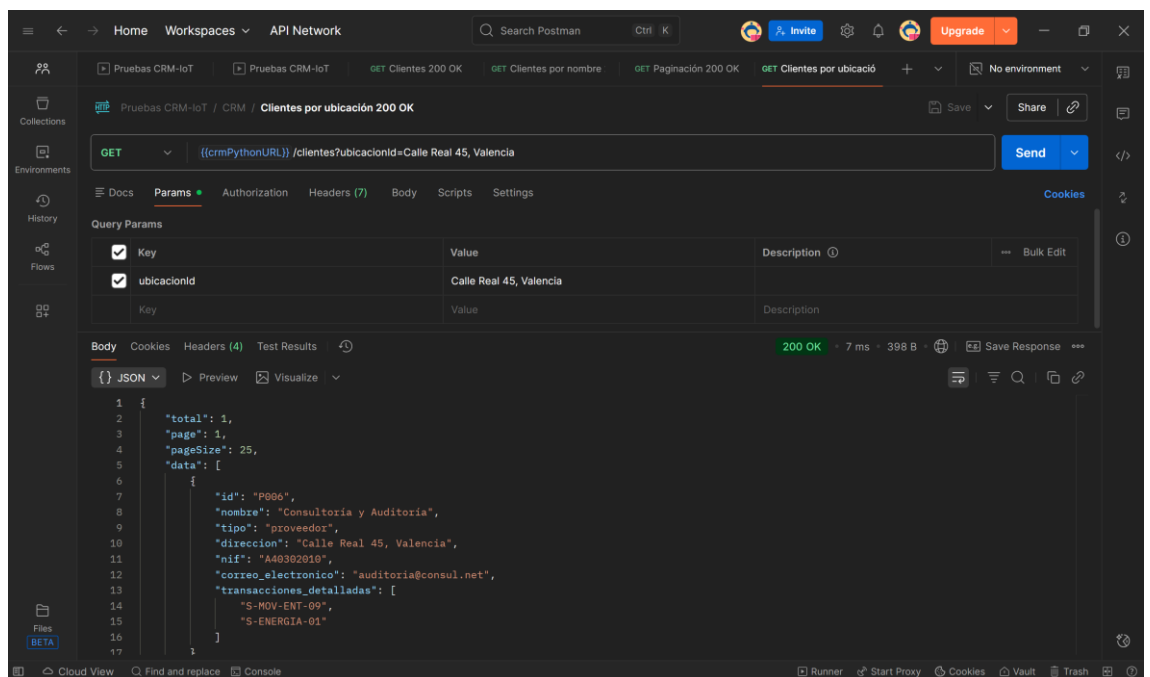 Home Workspaces API Network Search Postman Ctrl K Invite Upgrade
Pruebas CRM-IoT Pruebas CRM-IoT GET Clientes 200 OK GET Clientes por nombre GET Paginación 200 OK GET Clientes por ubicació No environment
Collections
Environments
History
Flows
Files
BETA
HTTP Pruebas CRM-IoT / CRM / Clientes por ubicación 200 OK Save Share
GET {{crmPythonURL}} /clientes?ubicacionId=Calle Real 45, Valencia Send
Docs Params Authorization Headers (7) Body Scripts Settings Cookies
Query Params
Key Value Description Bulk Edit
ubicacionId Calle Real 45, Valencia
Key Value Description
Body Cookies Headers (4) Test Results 200 OK 7 ms 398 B e.g. Save Response
{} JSON Preview Visualize
1 {
2 "total": 1,
3 "page": 1,
4 "pageSize": 25,
5 "data": [
6 {
7 "id": "P006",
8 "nombre": "Consultoría y Auditoría",
9 "tipo": "proveedor",
10 "direccion": "Calle Real 45, Valencia",
11 "nif": "A40302010",
12 "correo_electronico": "auditoria@consul.net",
13 "transacciones_detalladas": [
14 "S-MOV-ENT-09",
15 "S-ENERGIA-01"
16 ]
17 }
Cloud View Find and replace Console Runner Start Proxy Cookies Vault Trash